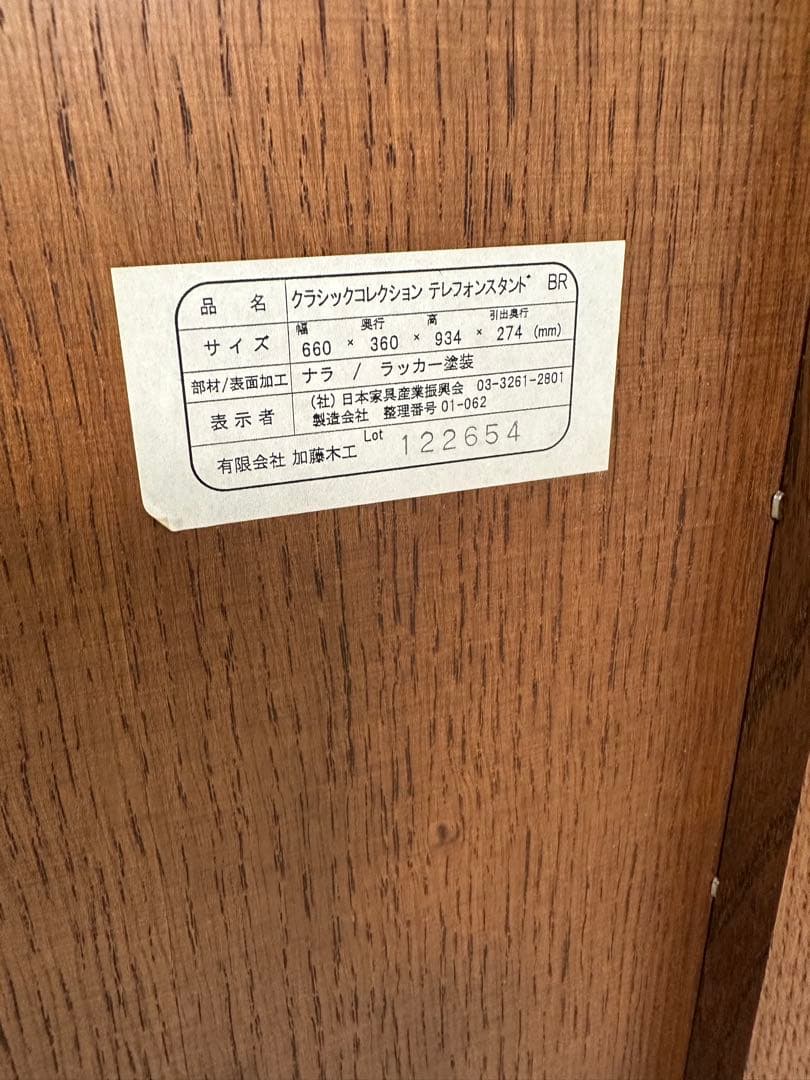 品名 クラシックコレクション テレフォンスタンド BR
サイズ 幅 660 × 奥行 360 × 高 934 × 引出奥行 274 (mm)
部材/表面加工 ナラ / ラッカー塗装
表示者 (社)日本家具産業振興会 03-3261-2801
製造会社 整理番号 01-062
有限会社 加藤木工 Lot 122654